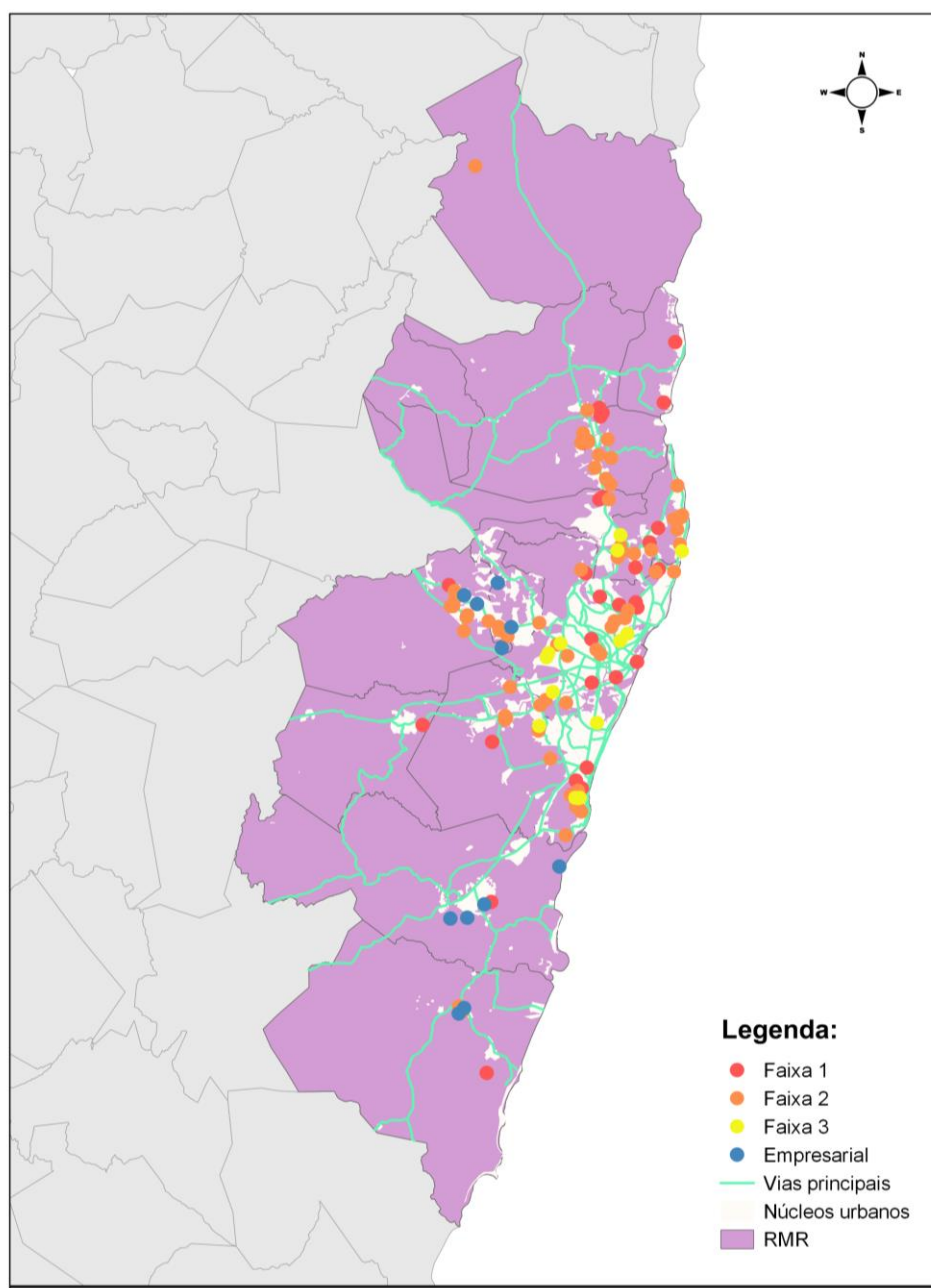 N
W E
S
Legenda:
Faixa 1
Faixa 2
Faixa 3
Empresarial
Vias principais
Núcleos urbanos
RMR